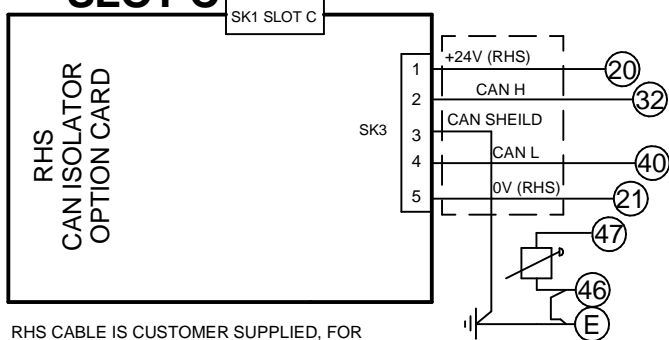 SLOT C
SK1 SLOT C
RHS
CAN ISOLATOR
OPTION CARD
SK3
1
2
3
4
5
+24V (RHS)
CAN H
CAN SHEILD
CAN L
0V (RHS)
20
32
40
21
47
46
E
RHS CABLE IS CUSTOMER SUPPLIED, FOR